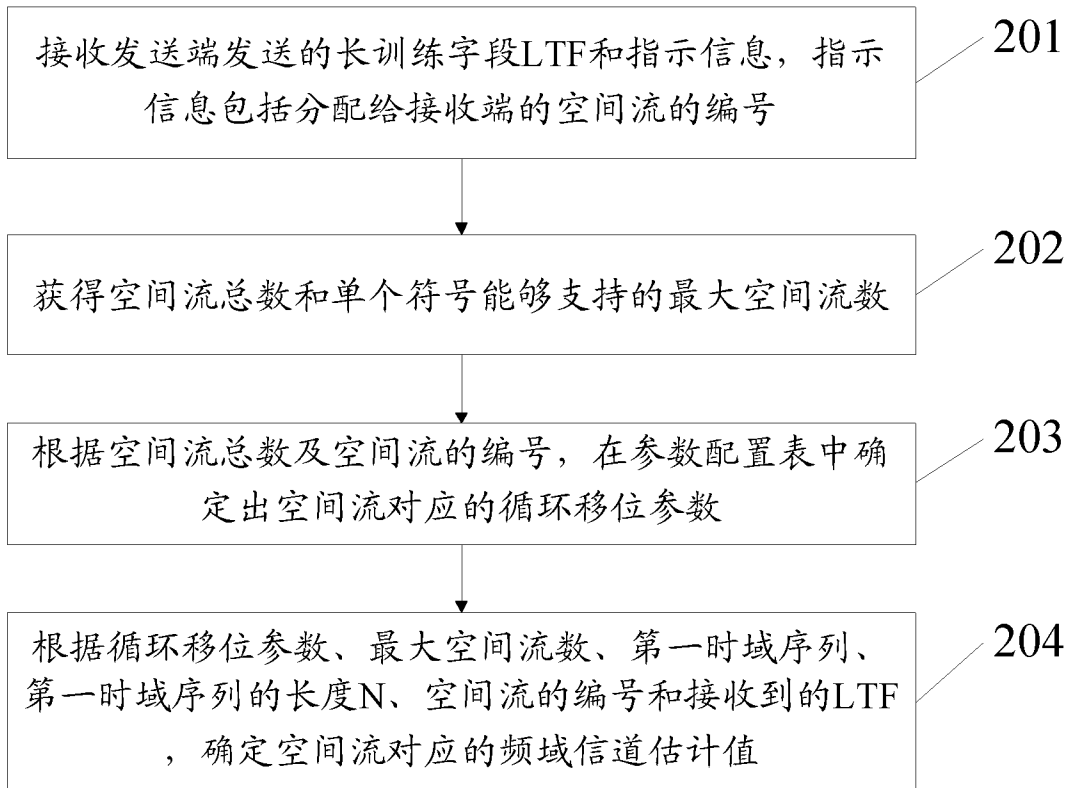 接收发送端发送的长训练字段LTF和指示信息，指示
信息包括分配给接收端的空间流的编号
201
获得空间流总数和单个符号能够支持的最大空间流数
202
根据空间流总数及空间流的编号，在参数配置表中确
定出空间流对应的循环移位参数
203
根据循环移位参数、最大空间流数、第一时域序列、
第一时域序列的长度N、空间流的编号和接收到的LTF
，确定空间流对应的频域信道估计值
204